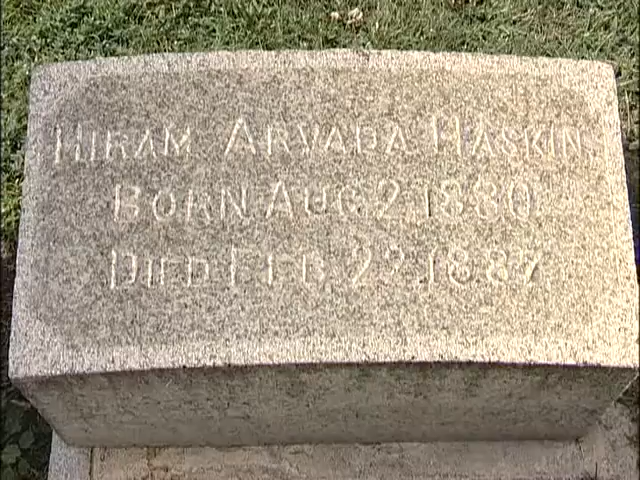 HIRAM ARVADA HASKINS
BORN AUG. 2, 1880
DIED FEB. 22, 1887